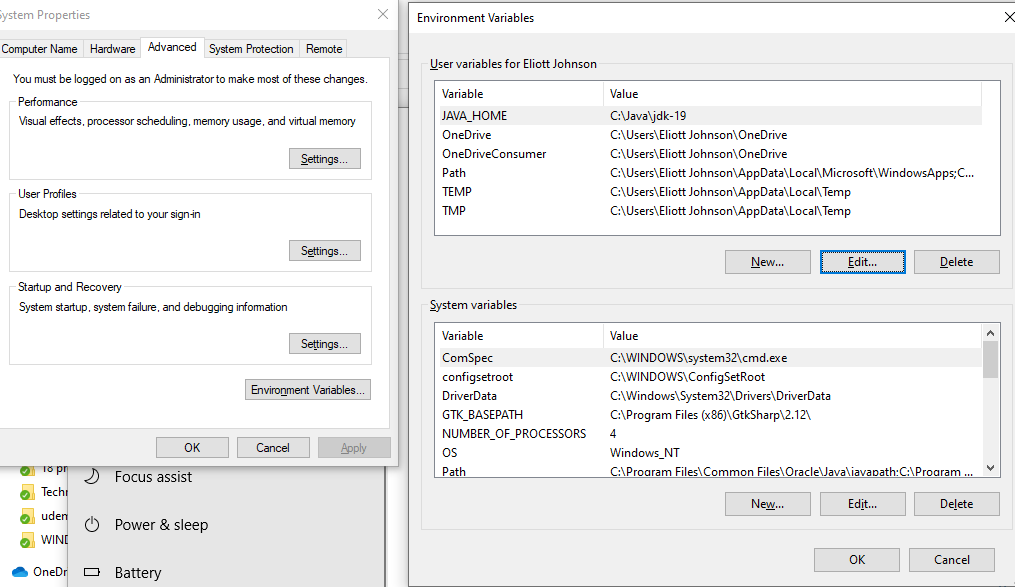 System Properties
Computer Name Hardware Advanced System Protection Remote
You must be logged on as an Administrator to make most of these changes.
Performance
Visual effects, processor scheduling, memory usage, and virtual memory
Settings...
User Profiles
Desktop settings related to your sign-in
Settings...
Startup and Recovery
System startup, system failure, and debugging information
Settings...
Environment Variables...
OK Cancel Apply
18 pr
Techn
udem
WIND
OneDr
Focus assist
Power & sleep
Battery
Environment Variables
User variables for Eliott Johnson
Variable Value
JAVA_HOME C:\Java\jdk-19
OneDrive C:\Users\Eliott Johnson\OneDrive
OneDriveConsumer C:\Users\Eliott Johnson\OneDrive
Path C:\Users\Eliott Johnson\AppData\Local\Microsoft\WindowsApps;C...
TEMP C:\Users\Eliott Johnson\AppData\Local\Temp
TMP C:\Users\Eliott Johnson\AppData\Local\Temp
New... Edit... Delete
System variables
Variable Value
ComSpec C:\WINDOWS\system32\cmd.exe
configsetroot C:\WINDOWS\ConfigSetRoot
DriverData C:\Windows\System32\Drivers\DriverData
GTK_BASEPATH C:\Program Files (x86)\GtkSharp\2.12\
NUMBER_OF_PROCESSORS 4
OS Windows_NT
Path C:\Program Files\Common Files\Oracle\Java\javapath;C:\Program ...
New... Edit... Delete
OK Cancel